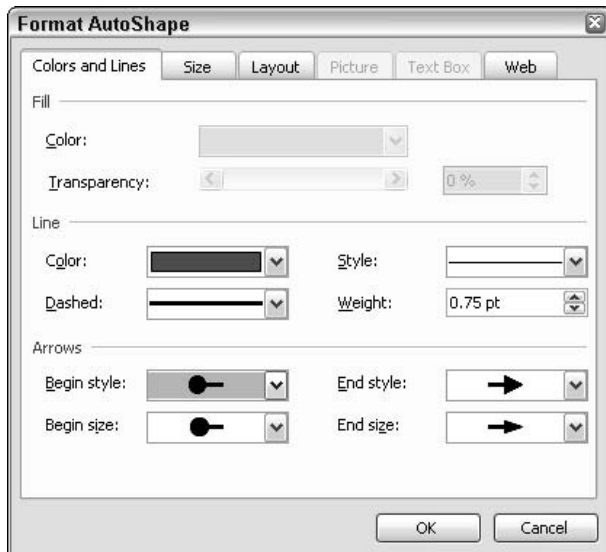 Format AutoShape
Colors and Lines Size Layout Picture Text Box Web
Fill
Color:
Transparency: 0 %
Line
Color: Style:
Dashed: Weight: 0.75 pt
Arrows
Begin style: End style:
Begin size: End size:
OK Cancel